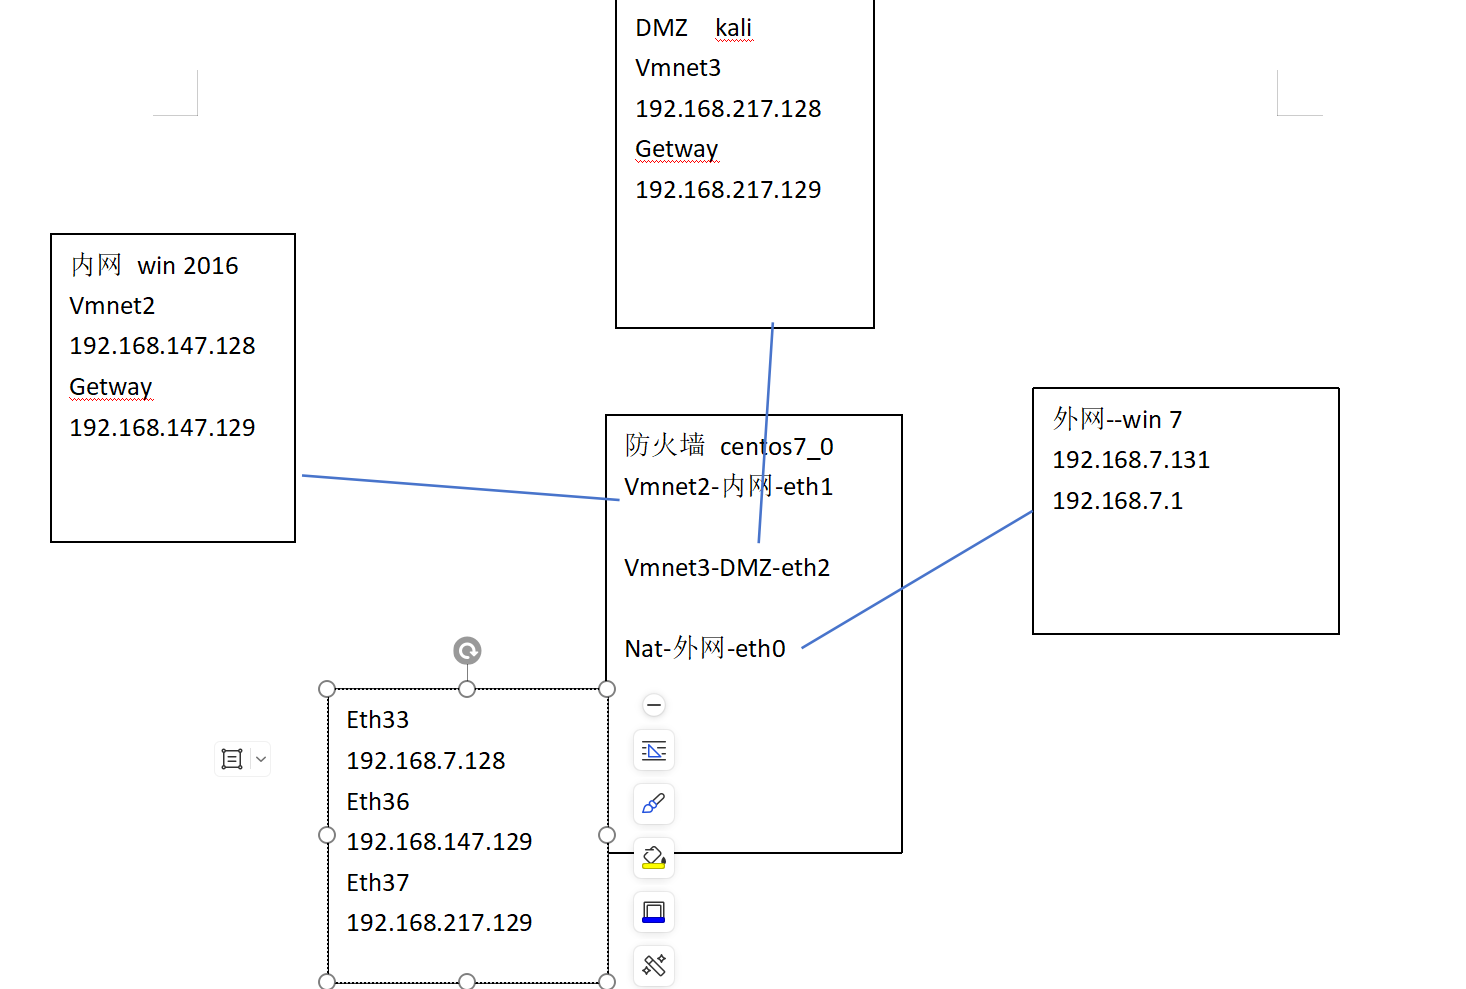 DMZ kali
Vmnet3
192.168.217.128
Getway
192.168.217.129
内网 win 2016
Vmnet2
192.168.147.128
Getway
192.168.147.129
防火墙 centos7_0
Vmnet2-内网-eth1
Vmnet3-DMZ-eth2
Nat-外网-eth0
外网--win 7
192.168.7.131
192.168.7.1
Eth33
192.168.7.128
Eth36
192.168.147.129
Eth37
192.168.217.129